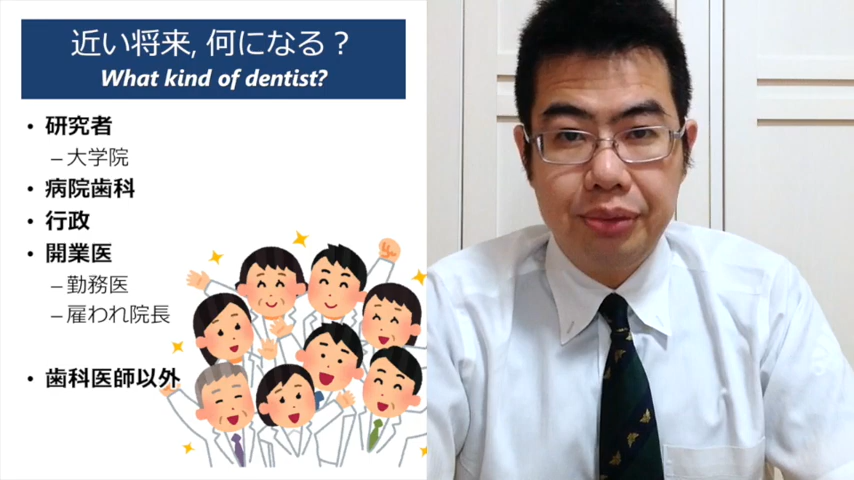 近い将来, 何になる？
What kind of dentist?
• 研究者
– 大学院
• 病院歯科
• 行政
• 開業医
– 勤務医
– 雇われ院長
• 歯科医師以外